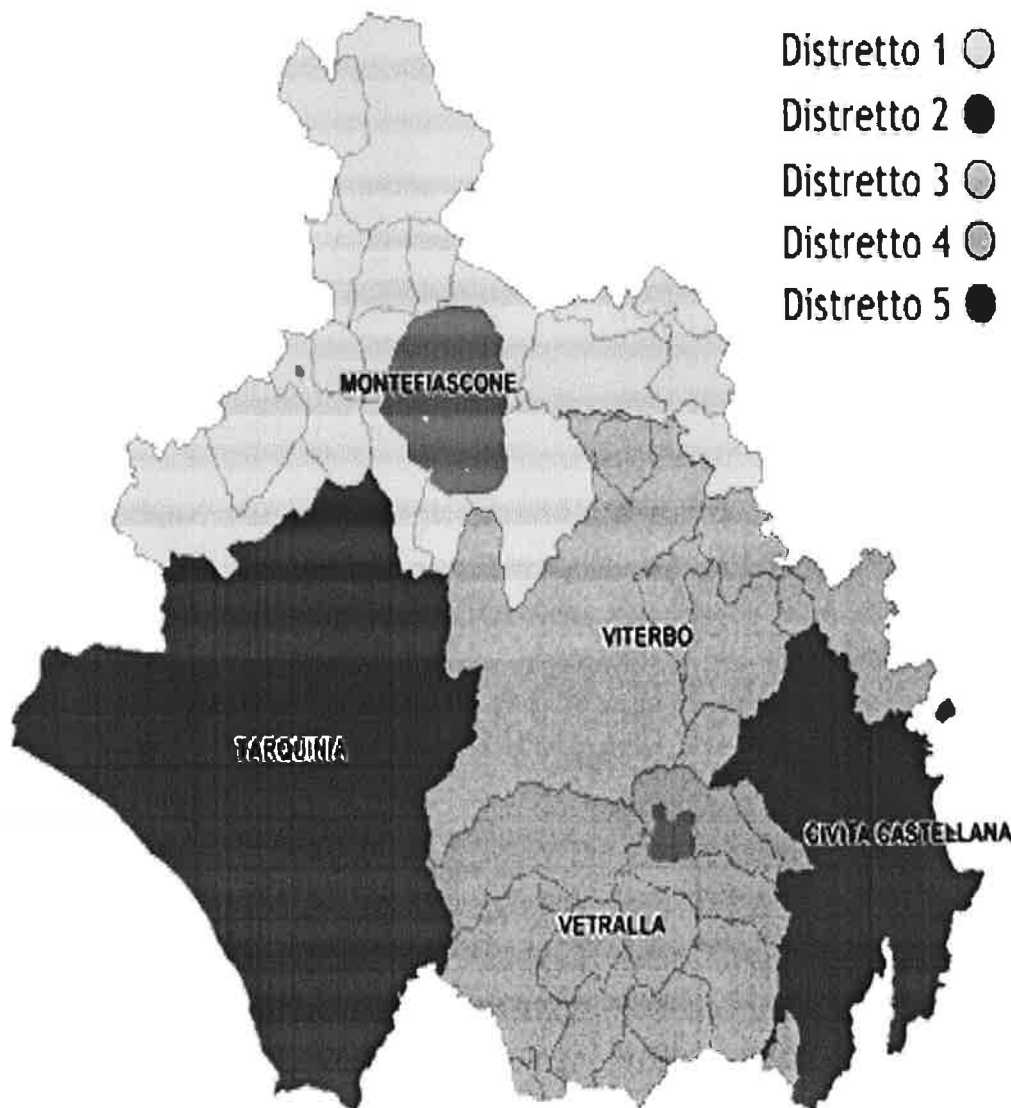 Distretto 1
Distretto 2
Distretto 3
Distretto 4
Distretto 5
MONTEFIASCONE
VITERBO
TARQUINIA
CIVITA CASTELLANA
VETRALLA